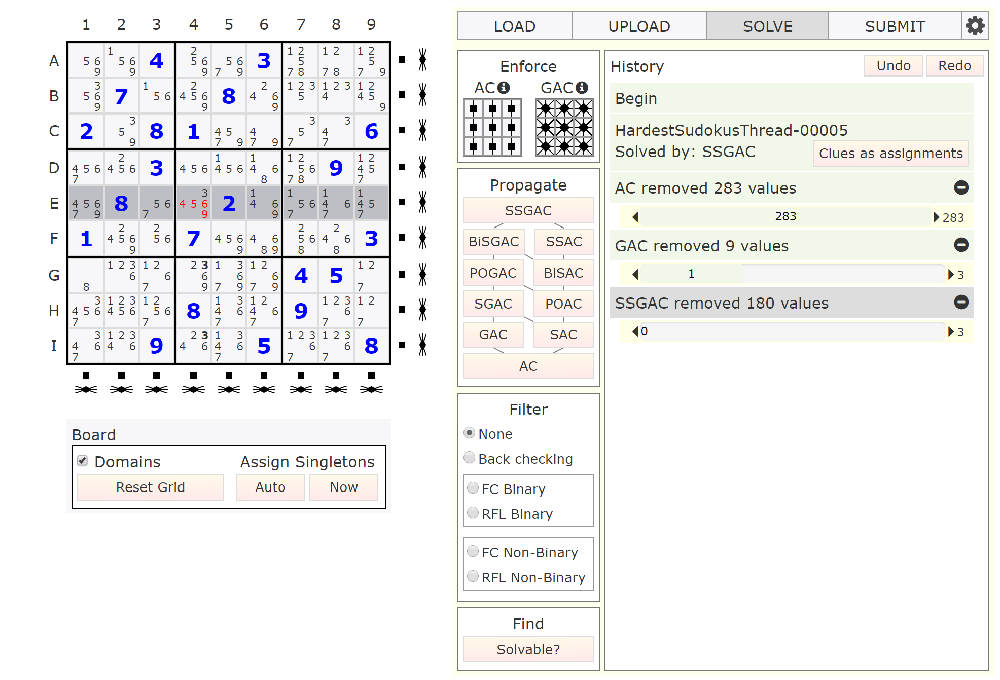 1 2 3 4 5 6 7 8 9
A 5 6 9 1 5 6 9 4 2 5 6 9 5 6 7 9 3 1 2 5 7 8 1 2 7 8 1 2 5 7 9
B 3 5 6 9 7 1 5 6 2 4 5 6 9 8 2 4 6 9 1 2 3 5 1 2 3 4 1 2 4 5 9
C 2 3 5 9 8 1 4 5 7 9 4 7 9 3 5 7 3 4 7 6
D 4 5 6 7 2 4 5 6 3 4 5 6 1 4 5 6 1 4 6 8 1 2 5 6 7 8 9 1 2 4 5 7
E 4 5 6 7 9 8 5 6 7 3 4 5 6 9 2 1 4 6 9 1 5 6 7 1 4 6 7 1 4 5 7
F 1 2 4 5 6 9 2 5 6 7 4 5 6 9 4 6 8 9 2 5 6 8 2 4 6 8 3
G 8 1 2 3 6 1 2 6 7 2 3 6 9 1 3 6 7 9 1 2 6 7 9 4 5 1 2 7
H 3 4 5 6 7 1 2 3 4 5 6 1 2 5 6 7 8 1 3 4 6 7 1 2 4 6 7 9 1 2 3 6 7 1 2 7
I 3 4 6 7 1 2 3 4 6 9 2 3 4 6 1 3 4 6 7 5 1 2 3 6 7 1 2 3 6 7 8
Board
Domains
Assign Singletons
Reset Grid
Auto
Now
LOAD
UPLOAD
SOLVE
SUBMIT
Enforce
AC
GAC
Propagate
SSGAC
BiSGAC
SSAC
POGAC
BiSAC
SGAC
POAC
GAC
SAC
AC
Filter
None
Back checking
FC Binary
RFL Binary
FC Non-Binary
RFL Non-Binary
Find
Solvable?
History
Undo
Redo
Begin
HardestSudokusThread-00005
Solved by: SSGAC
Clues as assignments
AC removed 283 values
283
283
GAC removed 9 values
1
3
SSGAC removed 180 values
0
3